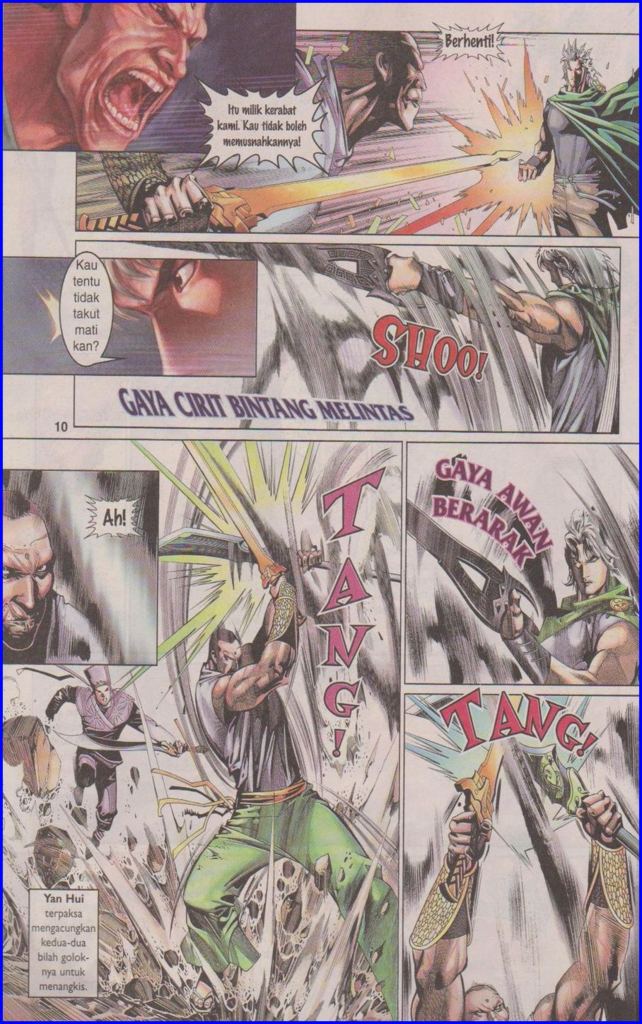 Berhenti!
Itu milik kerabat
kami. Kau tidak boleh
memusnahkannya!
Kau
tentu
tidak
takut
mati
kan?
SHOO!
GAYA CIRIT BINTANG MELINTAS
10
Ah!
TANG!
GAYA AWAN
BERARAK
TANG!
Yan Hui
terpaksa
mengacungkan
kedua-dua
bilah golok-
nya untuk
menangkis.